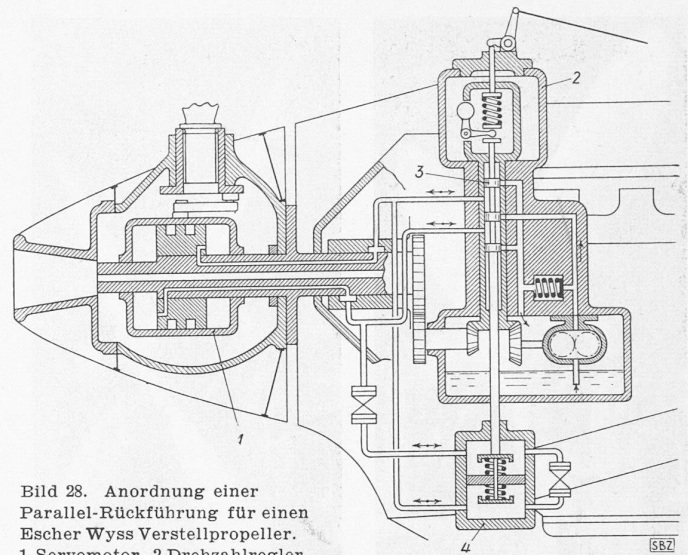 2
3
1
4
Bild 28. Anordnung einer
Parallel-Rückführung für einen
Escher Wyss Verstellpropeller.
1 Servomotor, 2 Drehzahlregler
SBZ